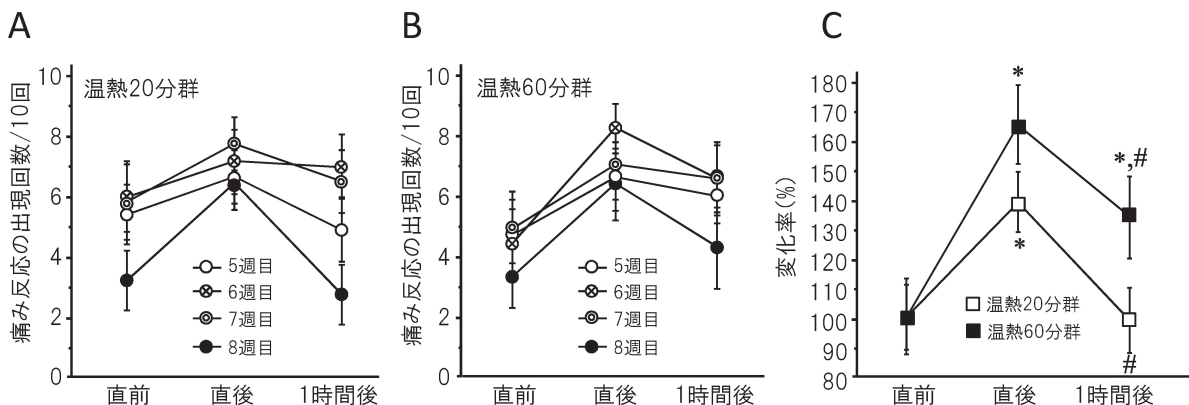 A
痛み反応の出現回数/10回
10
8
6
4
2
0
温熱20分群
5週目
6週目
7週目
8週目
直前
直後
1時間後
B
痛み反応の出現回数/10回
10
8
6
4
2
0
温熱60分群
5週目
6週目
7週目
8週目
直前
直後
1時間後
C
変化率(%)
180
160
150
140
130
120
110
100
90
80
*
*,#
*
#
温熱20分群
温熱60分群
直前
直後
1時間後